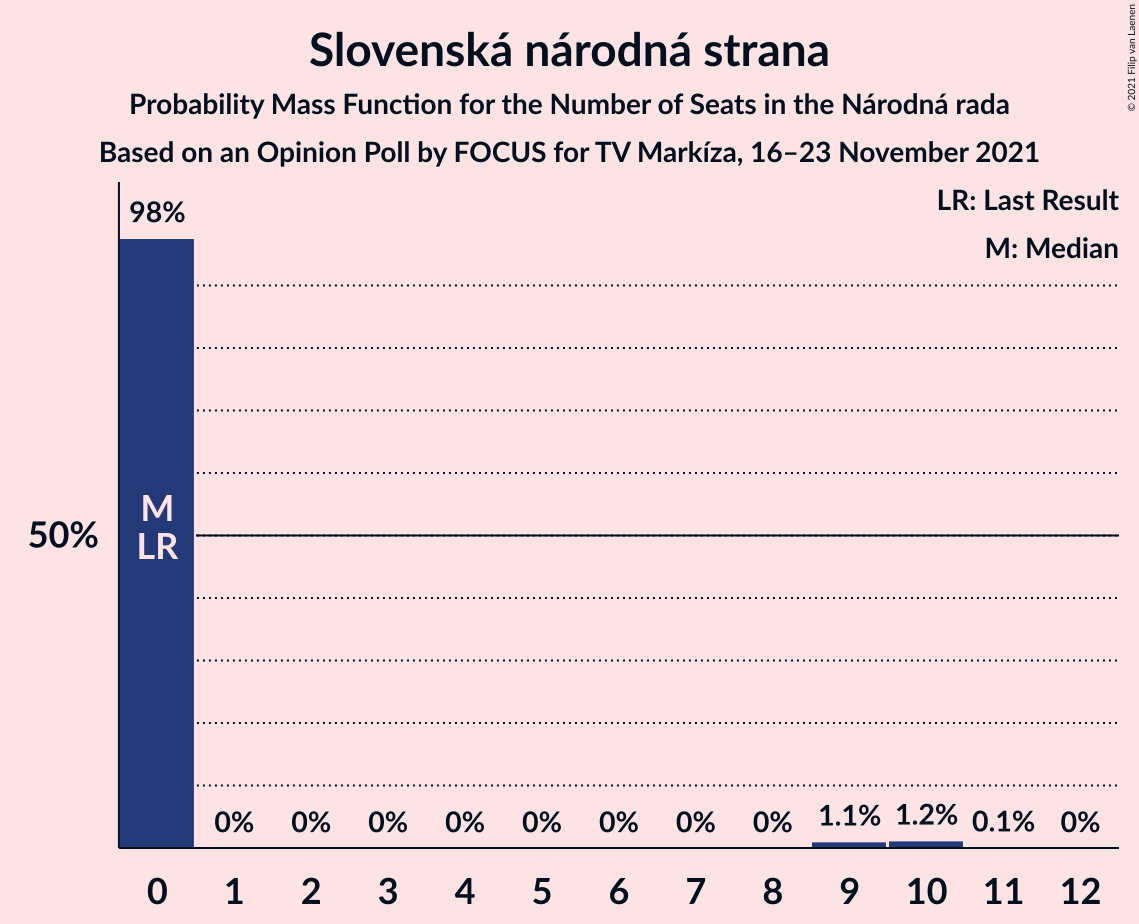 Slovenská národná strana
Probability Mass Function for the Number of Seats in the Národná rada
Based on an Opinion Poll by FOCUS for TV Markíza, 16–23 November 2021
© 2021 Filip van Laenen
LR: Last Result
M: Median
98%
M
LR
50%
0% 0% 0% 0% 0% 0% 0% 0% 1.1% 1.2% 0.1% 0%
0 1 2 3 4 5 6 7 8 9 10 11 12